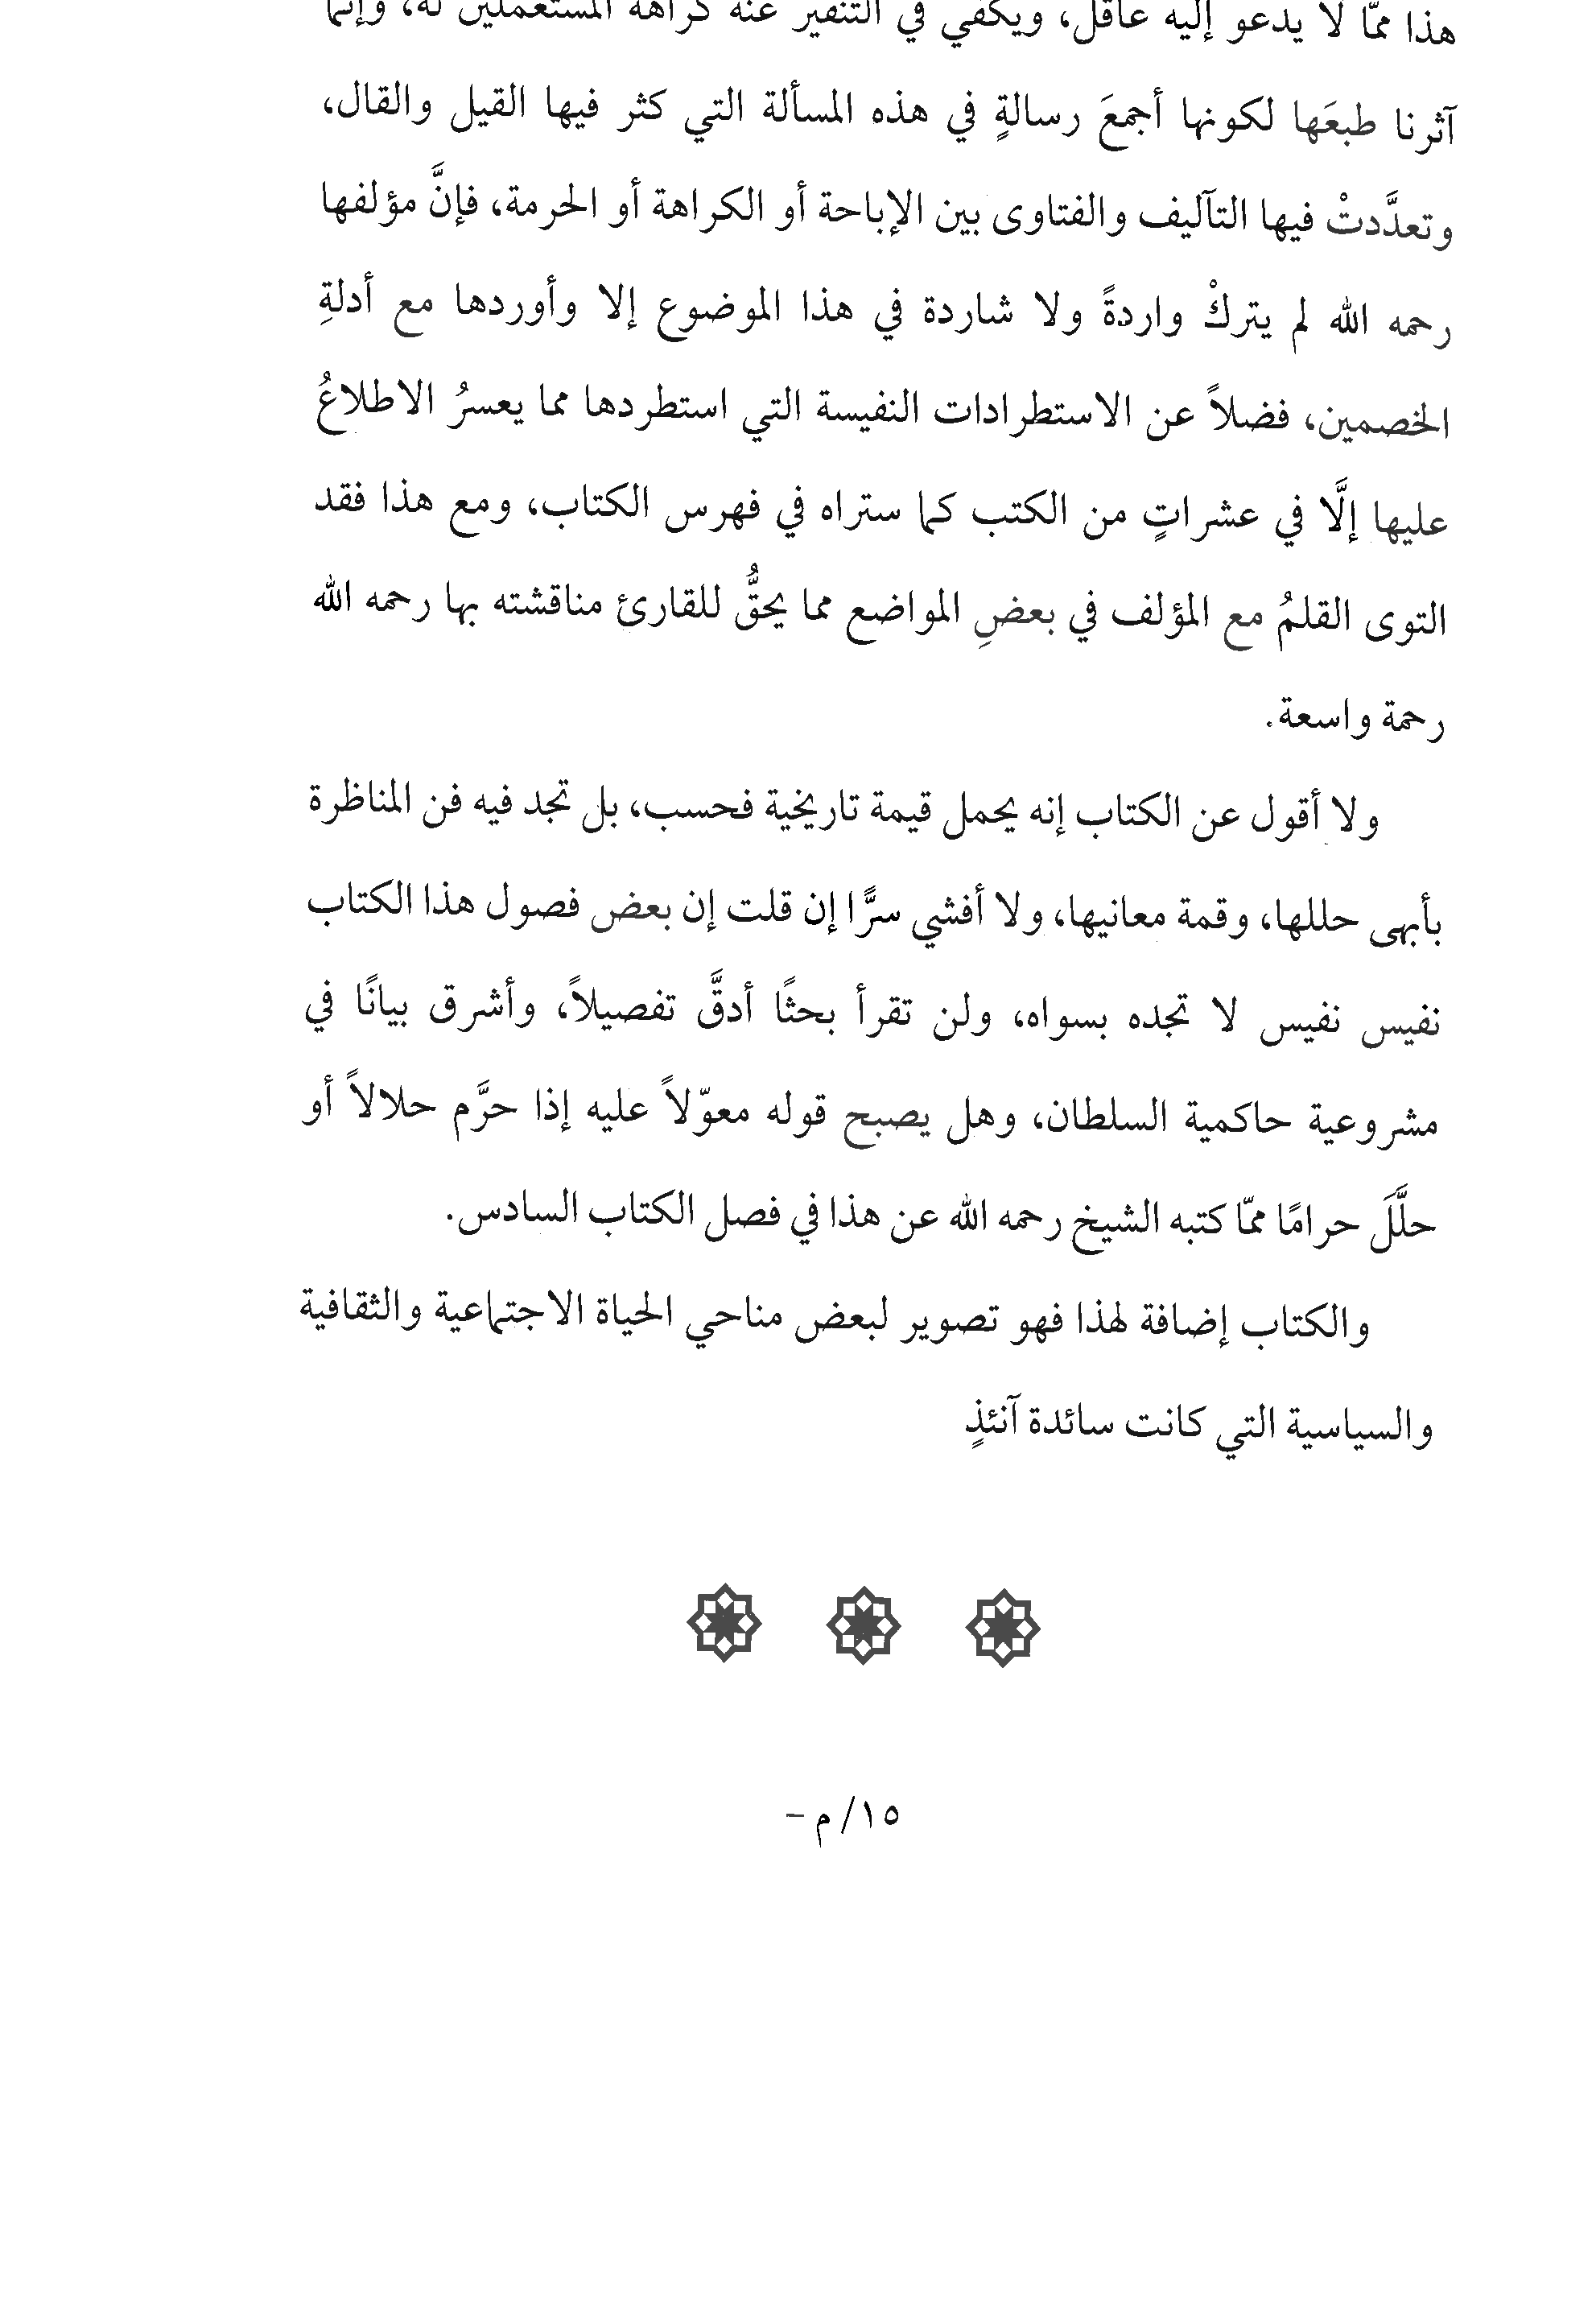 هذا ممّا لا يدعو إليه عاقل، ويكفي في التنفير عنه كراهة المستعملين له، وإنما
آثرنا طبعَها لكونها أجمعَ رسالةٍ في هذه المسألة التي كثر فيها القيل والقال،
وتعدَّدتْ فيها التآليف والفتاوى بين الإباحة أو الكراهة أو الحرمة، فإنَّ مؤلفها
رحمه الله لم يتركْ واردةً ولا شاردة في هذا الموضوع إلا وأوردها مع أدلةِ
الخصمين، فضلاً عن الاستطرادات النفيسة التي استطردها مما يعسرُ الاطلاعُ
عليها إلَّا في عشراتٍ من الكتب كما ستراه في فهرس الكتاب، ومع هذا فقد
التوى القلمُ مع المؤلف في بعضِ المواضع مما يحقُّ للقارئ مناقشته بها رحمه الله
رحمة واسعة.
ولا أقول عن الكتاب إنه يحمل قيمة تاريخية فحسب، بل تجد فيه فن المناظرة
بأبهى حللها، وقمة معانيها، ولا أفشي سرًّا إن قلت إن بعض فصول هذا الكتاب
نفيس نفيس لا تجده بسواه، ولن تقرأ بحثًا أدقَّ تفصيلاً، وأشرق بيانًا في
مشروعية حاكمية السلطان، وهل يصبح قوله معوّلاً عليه إذا حرَّم حلالاً أو
حلَّلَ حرامًا ممّا كتبه الشيخ رحمه الله عن هذا في فصل الكتاب السادس.
والكتاب إضافة لهذا فهو تصوير لبعض مناحي الحياة الاجتماعية والثقافية
والسياسية التي كانت سائدة آنئذٍ
١٥/م -